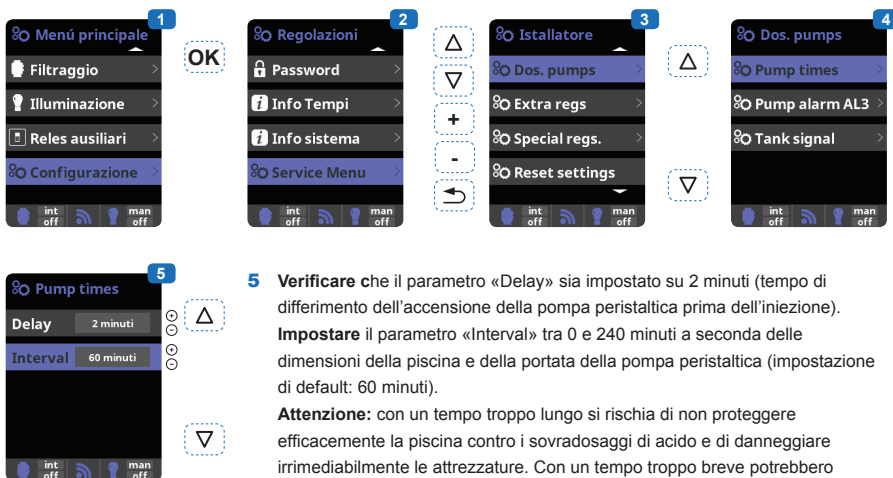 1
Menú principale
Filtraggio
Illuminazione
Reles ausiliari
Configurazione
int off
man off
OK
2
Regolazioni
Password
Info Tempi
Info sistema
Service Menu
int off
man off
+
-
3
Istallatore
Dos. pumps
Extra regs
Special regs.
Reset settings
int off
man off
4
Dos. pumps
Pump times
Pump alarm AL3
Tank signal
int off
man off
5
Pump times
Delay 2 minuti
Interval 60 minuti
int off
man off
5 Verificare che il parametro «Delay» sia impostato su 2 minuti (tempo di
differimento dell’accensione della pompa peristaltica prima dell’iniezione).
Impostare il parametro «Interval» tra 0 e 240 minuti a seconda delle
dimensioni della piscina e della portata della pompa peristaltica (impostazione
di default: 60 minuti).
Attenzione: con un tempo troppo lungo si rischia di non proteggere
efficacemente la piscina contro i sovradosaggi di acido e di danneggiare
irrimediabilmente le attrezzature. Con un tempo troppo breve potrebbero